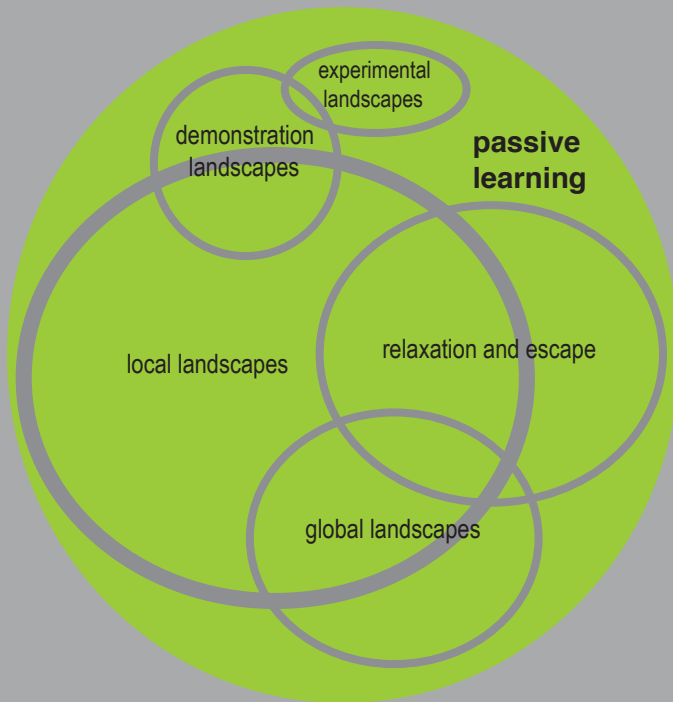 experimental
landscapes
demonstration
landscapes
passive
learning
local landscapes
relaxation and escape
global landscapes